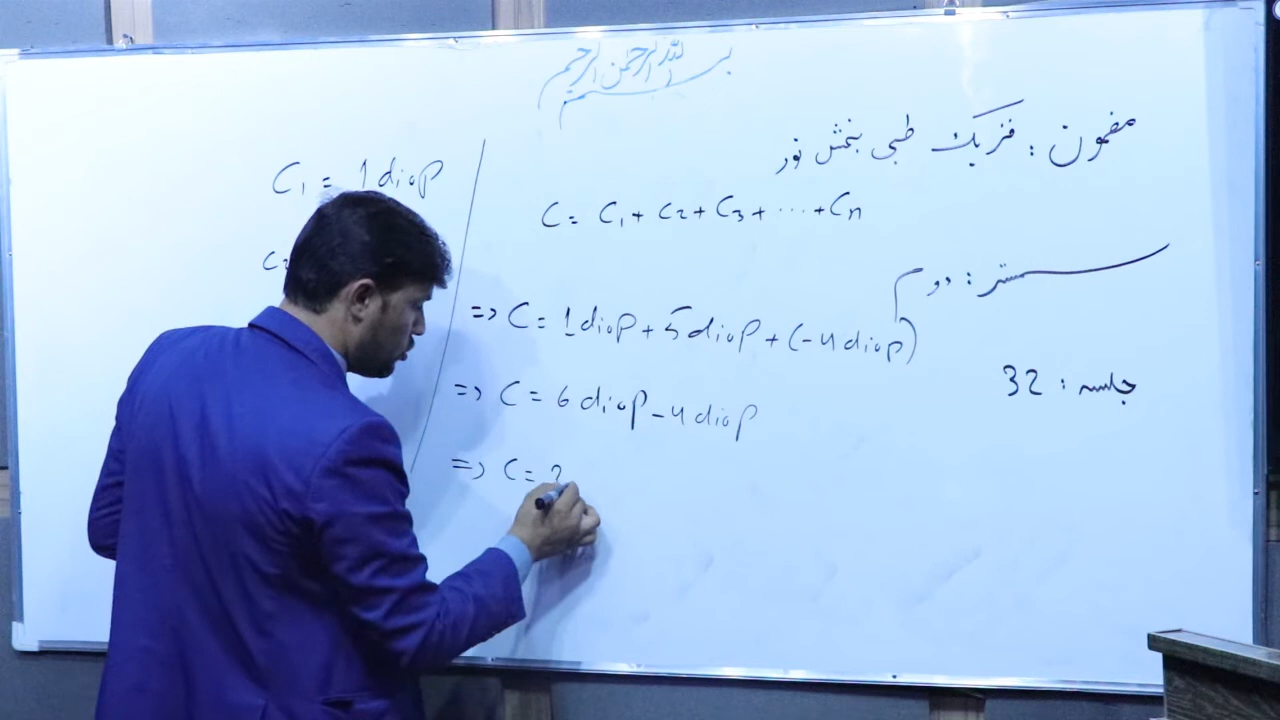 بسم الله الرحمن الرحیم
مضمون : فزیک طبی بخش نور
سمستر : دوم
جلسه : 32
C₁ = 1 diop
C₂
C = C₁ + C₂ + C₃ + ... + Cn
=> C = 1 diop + 5 diop + (-4 diop)
=> C = 6 diop - 4 diop
=> C = 2